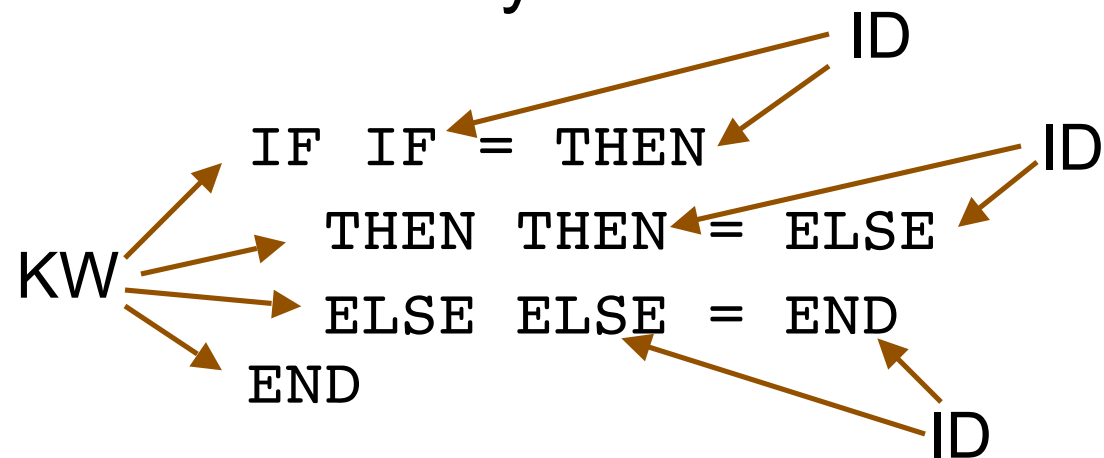 ID
IF IF = THEN
ID
THEN THEN = ELSE
KW
ELSE ELSE = END
END
ID